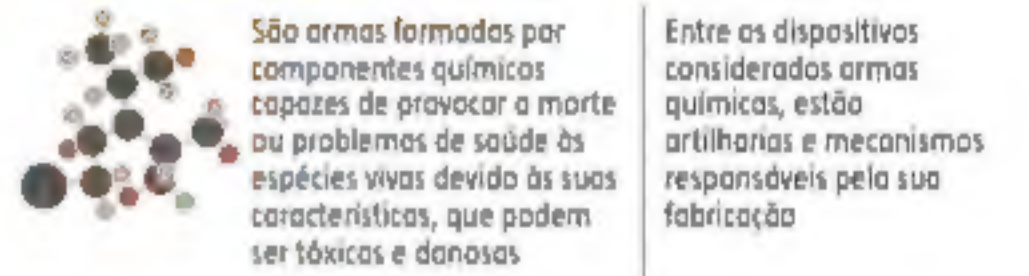 São armas formadas por
componentes químicos
capazes de provocar a morte
ou problemas de saúde às
espécies vivas devido às suas
características, que podem
ser tóxicas e danosas
Entre os dispositivos
considerados armas
químicas, estão
artilharias e mecanismos
responsáveis pela sua
fabricação